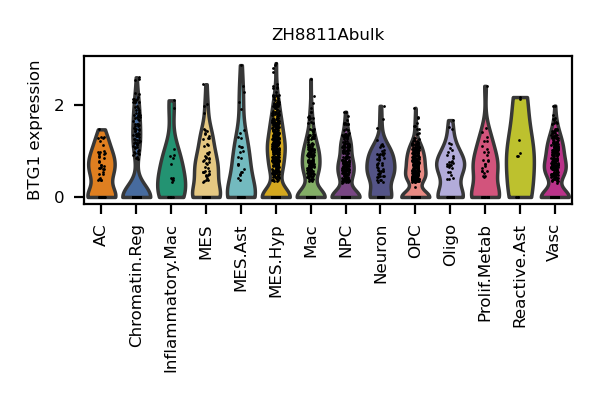 ZH8811Abulk
BTG1 expression
2
0
AC
Chromatin.Reg
Inflammatory.Mac
MES
MES.Ast
MES.Hyp
Mac
NPC
Neuron
OPC
Oligo
Prolif.Metab
Reactive.Ast
Vasc